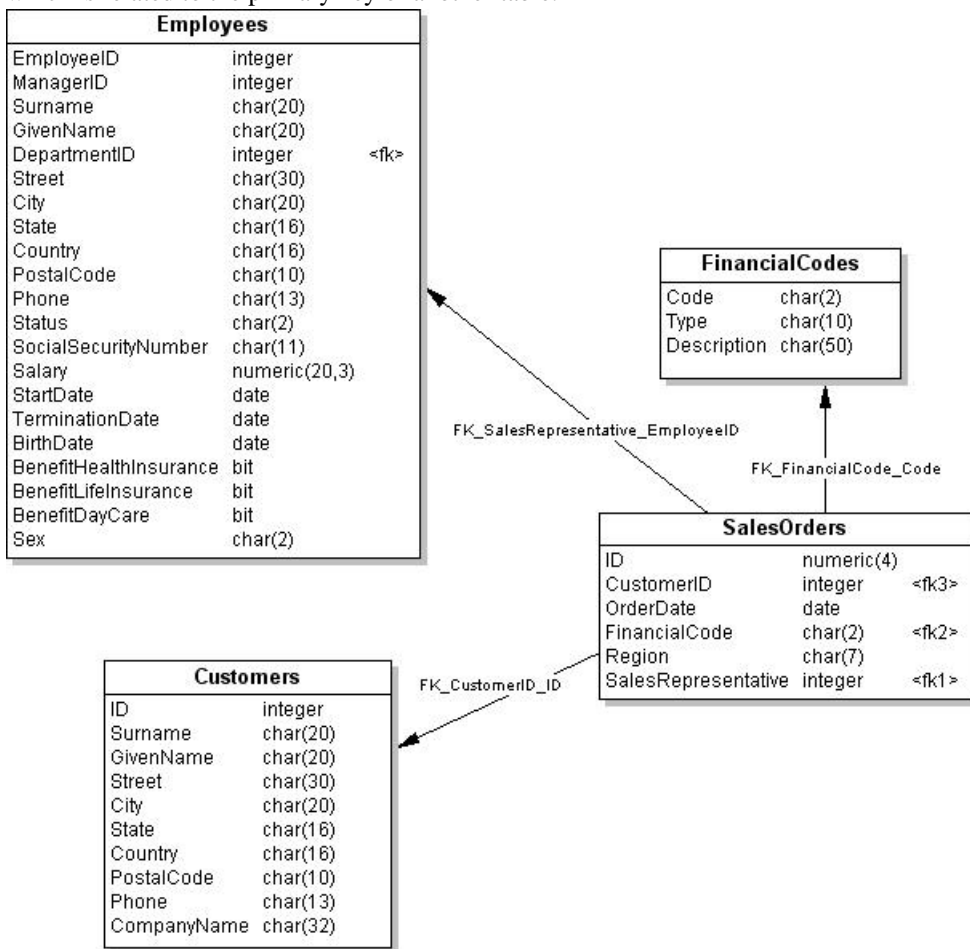 Employees
EmployeeID integer
ManagerID integer
Surname char(20)
GivenName char(20)
DepartmentID integer <fk>
Street char(30)
City char(20)
State char(16)
Country char(16)
PostalCode char(10)
Phone char(13)
Status char(2)
SocialSecurityNumber char(11)
Salary numeric(20,3)
StartDate date
TerminationDate date
BirthDate date
BenefitHealthInsurance bit
BenefitLifeInsurance bit
BenefitDayCare bit
Sex char(2)
FinancialCodes
Code char(2)
Type char(10)
Description char(50)
FK_SalesRepresentative_EmployeeID
FK_FinancialCode_Code
SalesOrders
ID numeric(4)
CustomerID integer <fk3>
OrderDate date
FinancialCode char(2) <fk2>
Region char(7)
SalesRepresentative integer <fk1>
FK_CustomerID_ID
Customers
ID integer
Surname char(20)
GivenName char(20)
Street char(30)
City char(20)
State char(16)
Country char(16)
PostalCode char(10)
Phone char(13)
CompanyName char(32)